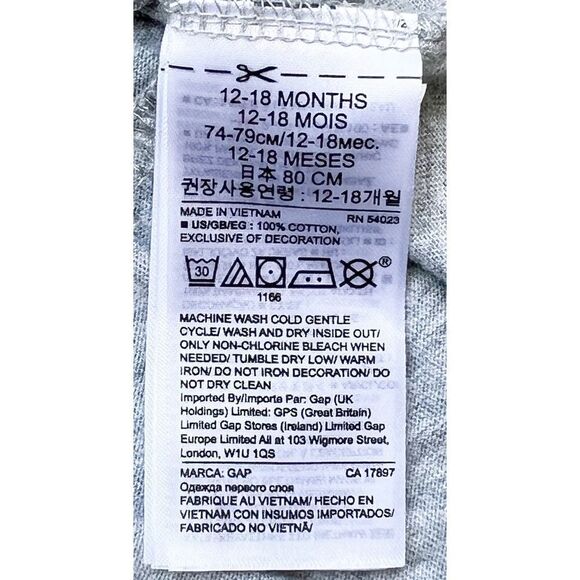 1/2
12-18 MONTHS
12-18 MOIS
74-79см/12-18мес.
12-18 MESES
日本 80 CM
권장사용연령 : 12-18개월
MADE IN VIETNAM RN 54023
■ US/GB/EG : 100% COTTON,
EXCLUSIVE OF DECORATION
30 ®
1166
MACHINE WASH COLD GENTLE
CYCLE/ WASH AND DRY INSIDE OUT/
ONLY NON-CHLORINE BLEACH WHEN
NEEDED/ TUMBLE DRY LOW/ WARM
IRON/ DO NOT IRON DECORATION/ DO
NOT DRY CLEAN
Imported By/Importe Par: Gap (UK
Holdings) Limited: GPS (Great Britain)
Limited Gap Stores (Ireland) Limited Gap
Europe Limited All at 103 Wigmore Street,
London, W1U 1QS
MARCA: GAP CA 17897
Одежда первого слоя
FABRIQUE AU VIETNAM/ HECHO EN
VIETNAM CON INSUMOS IMPORTADOS/
FABRICADO NO VIETNÃ/